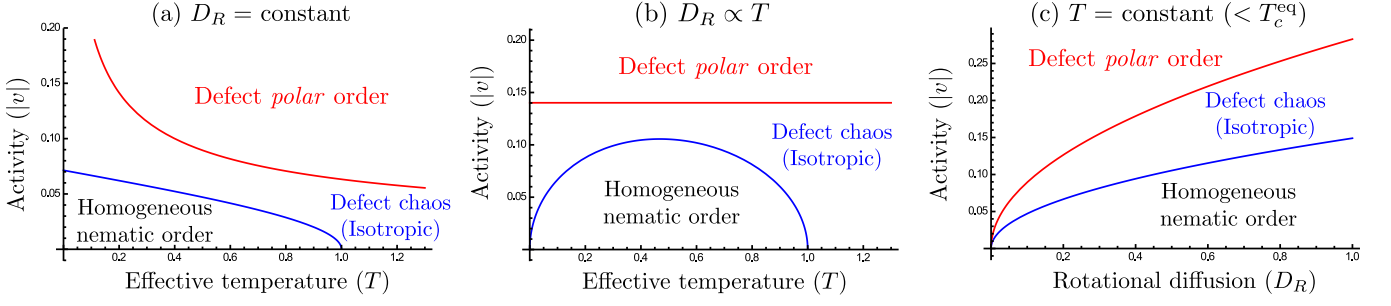 (a) $D_R = \text{constant}$
0.20
0.15
0.10
0.05
Activity (|v|)
Defect polar order
Defect chaos
(Isotropic)
Homogeneous
nematic order
0.2 0.4 0.6 0.8 1.0 1.2
Effective temperature (T)
(b) $D_R \propto T$
0.20
0.15
0.10
0.05
Activity (|v|)
Defect polar order
Defect chaos
(Isotropic)
Homogeneous
nematic order
0.2 0.4 0.6 0.8 1.0 1.2
Effective temperature (T)
(c) $T = \text{constant} (< T_c^{\text{eq}})$
0.25
0.20
0.15
0.10
0.05
Activity (|v|)
Defect polar order
Defect chaos
(Isotropic)
Homogeneous
nematic order
0.2 0.4 0.6 0.8 1.0
Rotational diffusion ($D_R$)